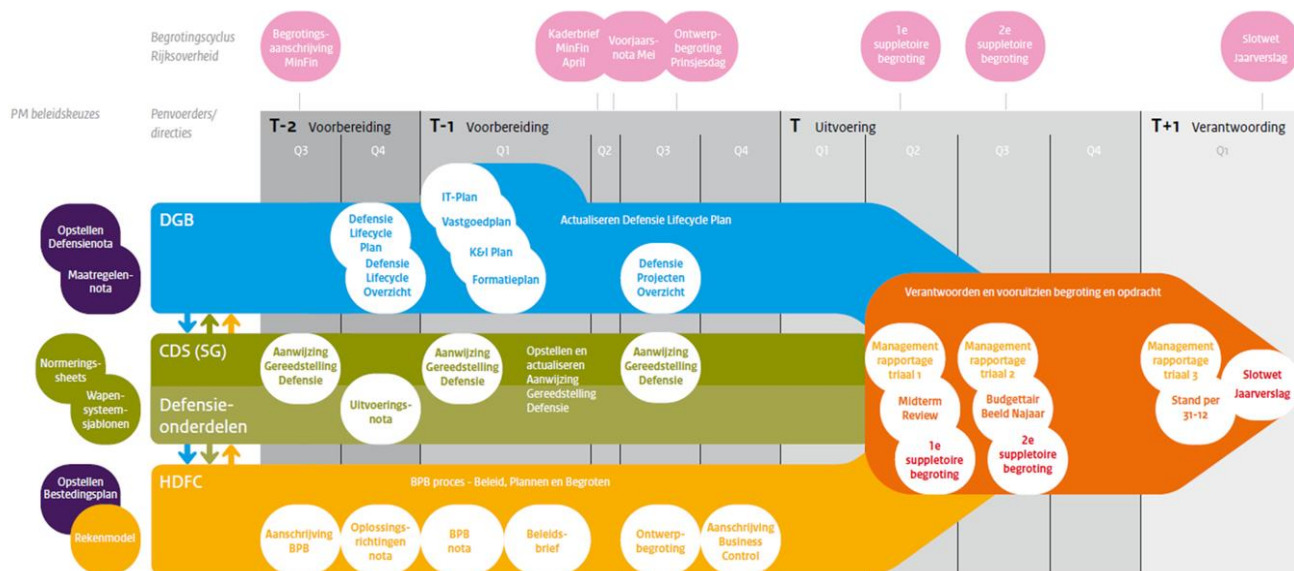 Begrotingscyclus
Rijksoverheid
Begrotings-
aanschrijving
MinFin
Kaderbrief
MinFin
April
Voorjaars-
nota Mei
Ontwerp-
begroting
Prinsjesdag
1e
suppletoire
begroting
2e
suppletoire
begroting
Slotwet
Jaarverslag
PM beleidskeuzes
Penvoerders/
directies
T-2 Voorbereiding
T-1 Voorbereiding
T Uitvoering
T+1 Verantwoording
Q3
Q4
Q1
Q2
Q3
Q4
Q1
Q2
Q3
Q4
Q1
Opstellen
Defensienota
Maatregelen-
nota
DGB
Defensie
Lifecycle
Plan
Defensie
Lifecycle
Overzicht
IT-Plan
Vastgoedplan
K&I Plan
Formatieplan
Actualiseren Defensie Lifecycle Plan
Defensie
Projecten
Overzicht
Verantwoorden en vooruitzien begroting en opdracht
Normerings-
sheets
Wapen-
systeem-
sjablonen
CDS (SG)
Defensie-
onderdelen
Aanwijzing
Gereedstelling
Defensie
Uitvoerings-
nota
Aanwijzing
Gereedstelling
Defensie
Opstellen en
actualiseren
Aanwijzing
Gereedstelling
Defensie
Aanwijzing
Gereedstelling
Defensie
Management
rapportage
triaal 1
Midterm
Review
1e
suppletoire
begroting
Management
rapportage
triaal 2
Budgettair
Beeld Najaar
2e
suppletoire
begroting
Management
rapportage
triaal 3
Stand per
31-12
Slotwet
Jaarverslag
Opstellen
Bestedingsplan
Rekenmodel
HDFC
BPB proces - Beleid, Plannen en Begroten
Aanschrijving
BPB
Oplossings-
richtingen
nota
BPB
nota
Beleids-
brief
Ontwerp-
begroting
Aanschrijving
Business
Control